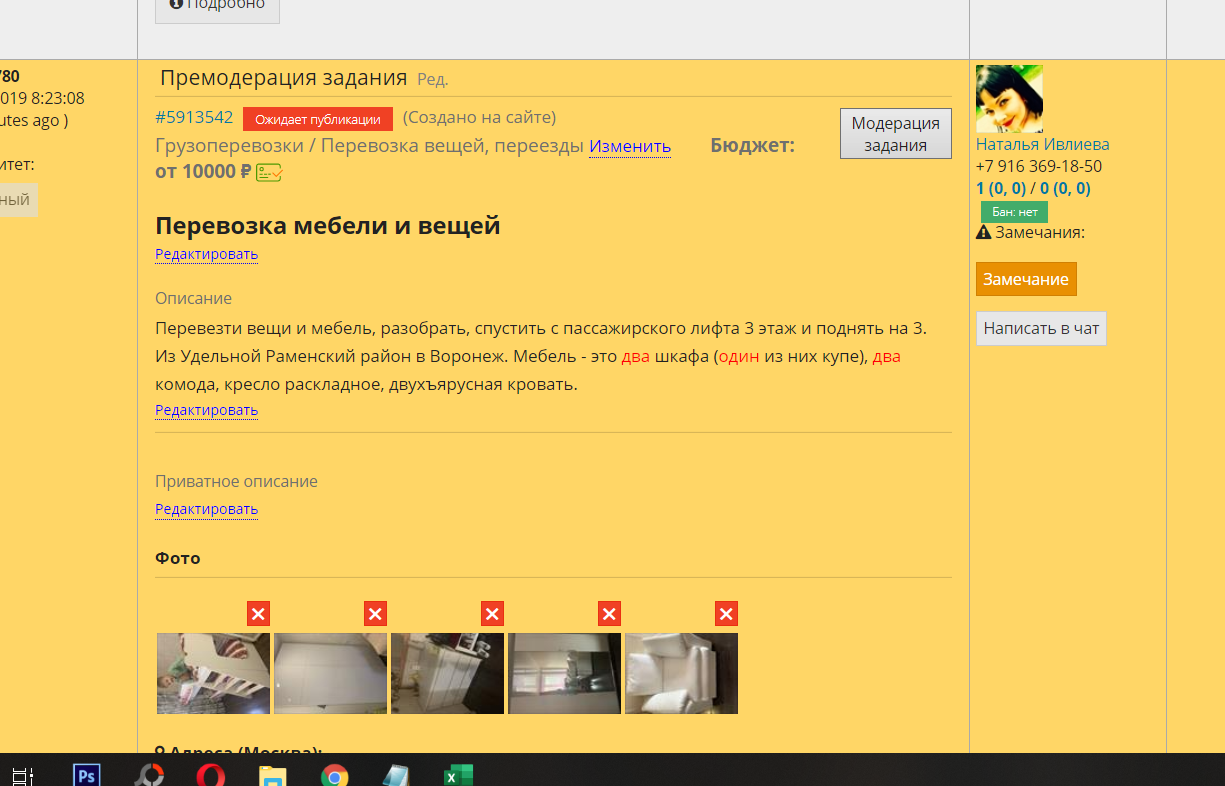 Подробно
780
019 8:23:08
utes ago )
итет:
ный
Премодерация задания Ред.
#5913542 Ожидает публикации (Создано на сайте)
Модерация
задания
Грузоперевозки / Перевозка вещей, переезды Изменить Бюджет:
от 10000 ₽
Перевозка мебели и вещей
Редактировать
Описание
Перевезти вещи и мебель, разобрать, спустить с пассажирского лифта 3 этаж и поднять на 3.
Из Удельной Раменский район в Воронеж. Мебель - это два шкафа (один из них купе), два
комода, кресло раскладное, двухъярусная кровать.
Редактировать
Приватное описание
Редактировать
Фото
Адреса (Москва):
Наталья Ивлиева
+7 916 369-18-50
1 (0, 0) / 0 (0, 0)
Бан: нет
Замечания:
Замечание
Написать в чат
Ps
X